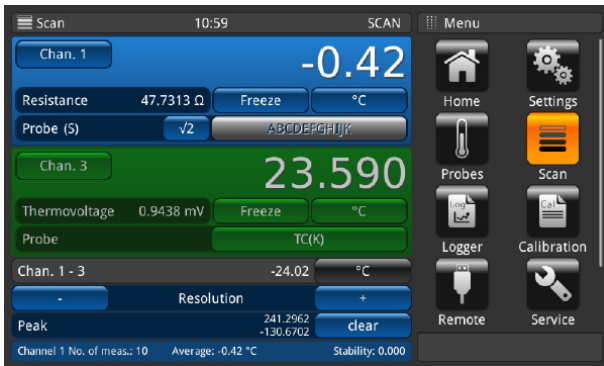 Scan 10:59 SCAN
Chan. 1 -0.42
Resistance 47.7313 Ω Freeze °C
Probe (S) √2 ABCDEFGHIJK
Chan. 3 23.590
Thermovoltage 0.9438 mV Freeze °C
Probe TC(K)
Chan. 1 - 3 -24.02 °C
- Resolution +
Peak 241.2962 clear
-130.6702
Channel 1 No. of meas.: 10 Average: -0.42 °C Stability: 0.000
Menu
Home Settings
Probes Scan
Log Cal
Logger Calibration
Remote Service